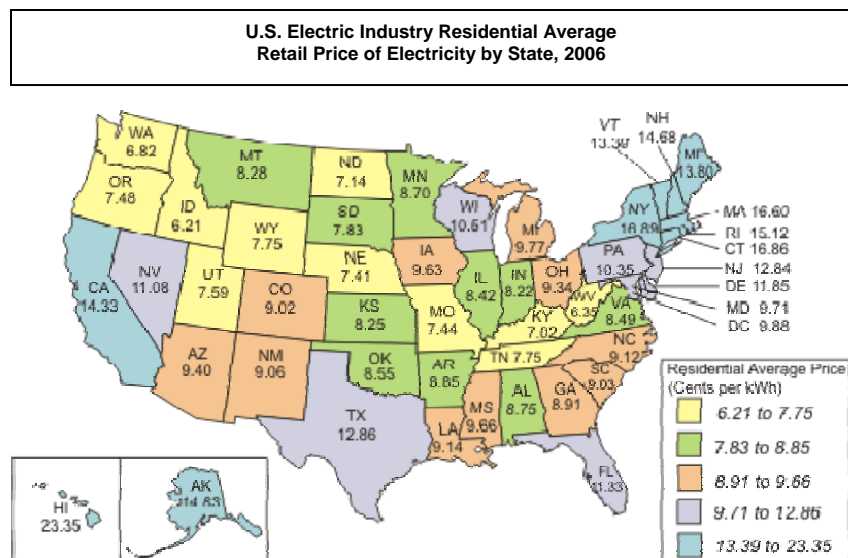 U.S. Electric Industry Residential Average
Retail Price of Electricity by State, 2006
WA
6.82
OR
7.48
ID
6.21
MT
8.28
ND
7.14
MN
8.70
SD
7.83
WY
7.75
NE
7.41
CA
14.33
NV
11.08
UT
7.59
CO
9.02
KS
8.25
AZ
9.40
NM
9.06
OK
8.55
TX
12.86
IA
9.63
MO
7.44
AR
8.85
LA
9.14
WI
10.51
IL
8.42
IN
8.22
MI
9.77
OH
9.34
KY
7.02
TN 7.75
MS
9.66
AL
8.75
GA
8.91
FL
11.33
SC
9.03
NC
9.12
VA
8.49
WV
6.35
PA
10.35
NY
16.89
VT
13.39
NH
14.68
ME
13.80
MA 16.60
RI 15.12
CT 16.86
NJ 12.84
DE 11.85
MD 9.71
DC 9.88
HI
23.35
AK
14.83
Residential Average Price
(Cents per kWh)
6.21 to 7.75
7.83 to 8.85
8.91 to 9.66
9.71 to 12.86
13.39 to 23.35